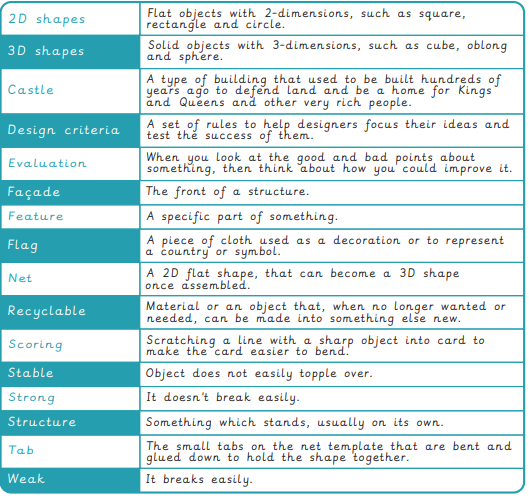 2D shapes
Flat objects with 2-dimensions, such as square,
rectangle and circle.
3D shapes
Solid objects with 3-dimensions, such as cube, oblong
and sphere.
Castle
A type of building that used to be built hundreds of
years ago to defend land and be a home for Kings
and Queens and other very rich people.
Design criteria
A set of rules to help designers focus their ideas and
test the success of them.
Evaluation
When you look at the good and bad points about
something, then think about how you could improve it.
Façade
The front of a structure.
Feature
A specific part of something.
Flag
A piece of cloth used as a decoration or to represent
a country or symbol.
Net
A 2D flat shape, that can become a 3D shape
once assembled.
Recyclable
Material or an object that, when no longer wanted or
needed, can be made into something else new.
Scoring
Scratching a line with a sharp object into card to
make the card easier to bend.
Stable
Object does not easily topple over.
Strong
It doesn't break easily.
Structure
Something which stands, usually on its own.
Tab
The small tabs on the net template that are bent and
glued down to hold the shape together.
Weak
It breaks easily.